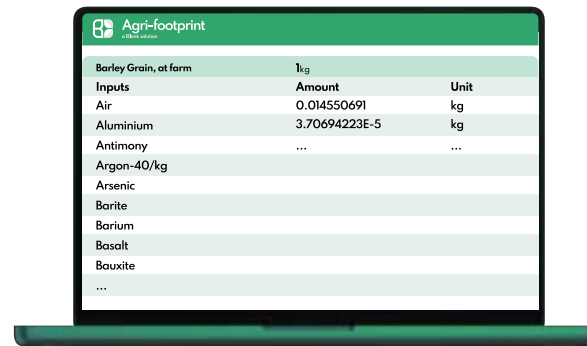 Agri-footprint
a Blonk solution
Barley Grain, at farm 1kg
Inputs Amount Unit
Air 0.014550691 kg
Aluminium 3.70694223E-5 kg
Antimony ... ...
Argon-40/kg
Arsenic
Barite
Barium
Basalt
Bauxite
...